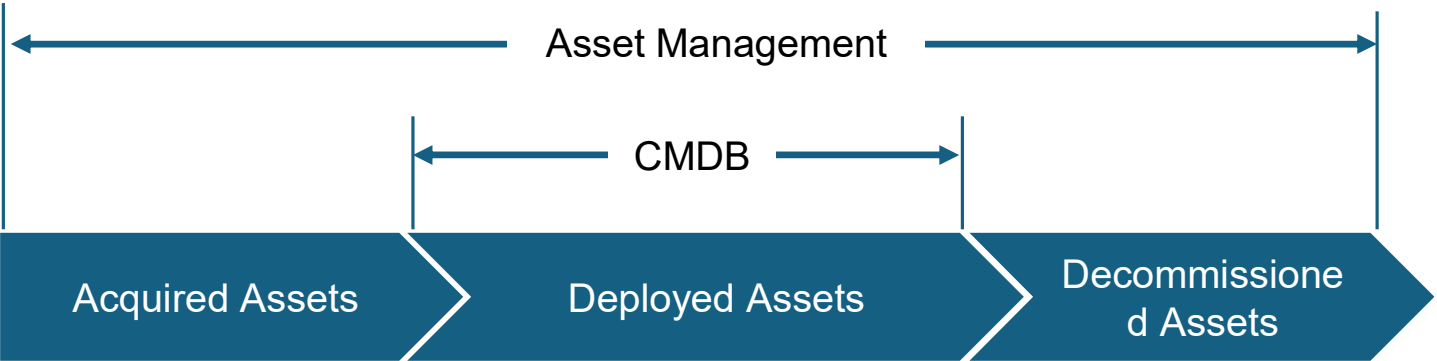 Asset Management
CMDB
Acquired Assets
Deployed Assets
Decommissione
d Assets